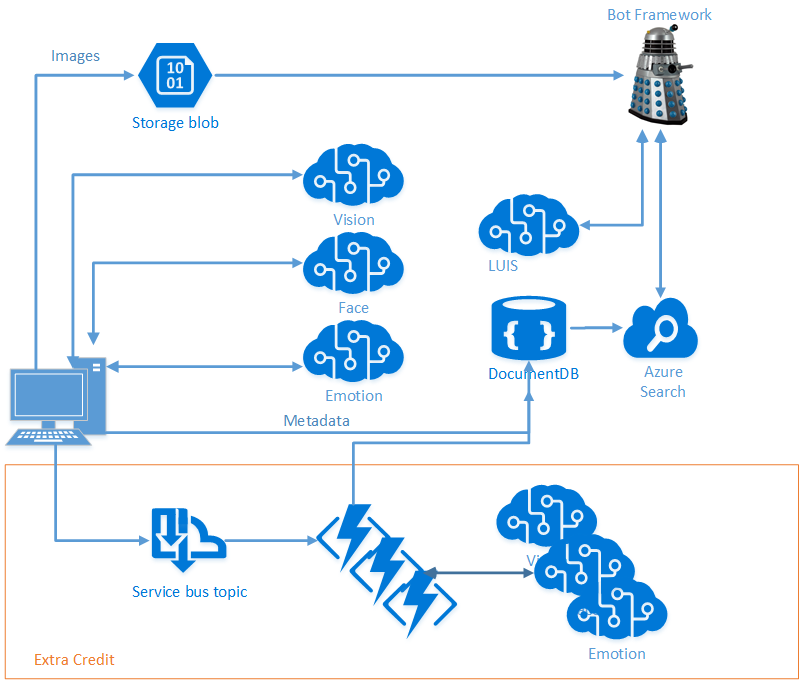 Bot Framework
Images
10
01
Storage blob
Vision
LUIS
Face
{ }
DocumentDB
Azure
Search
Emotion
Metadata
Service bus topic
Vi
Emotion
Extra Credit